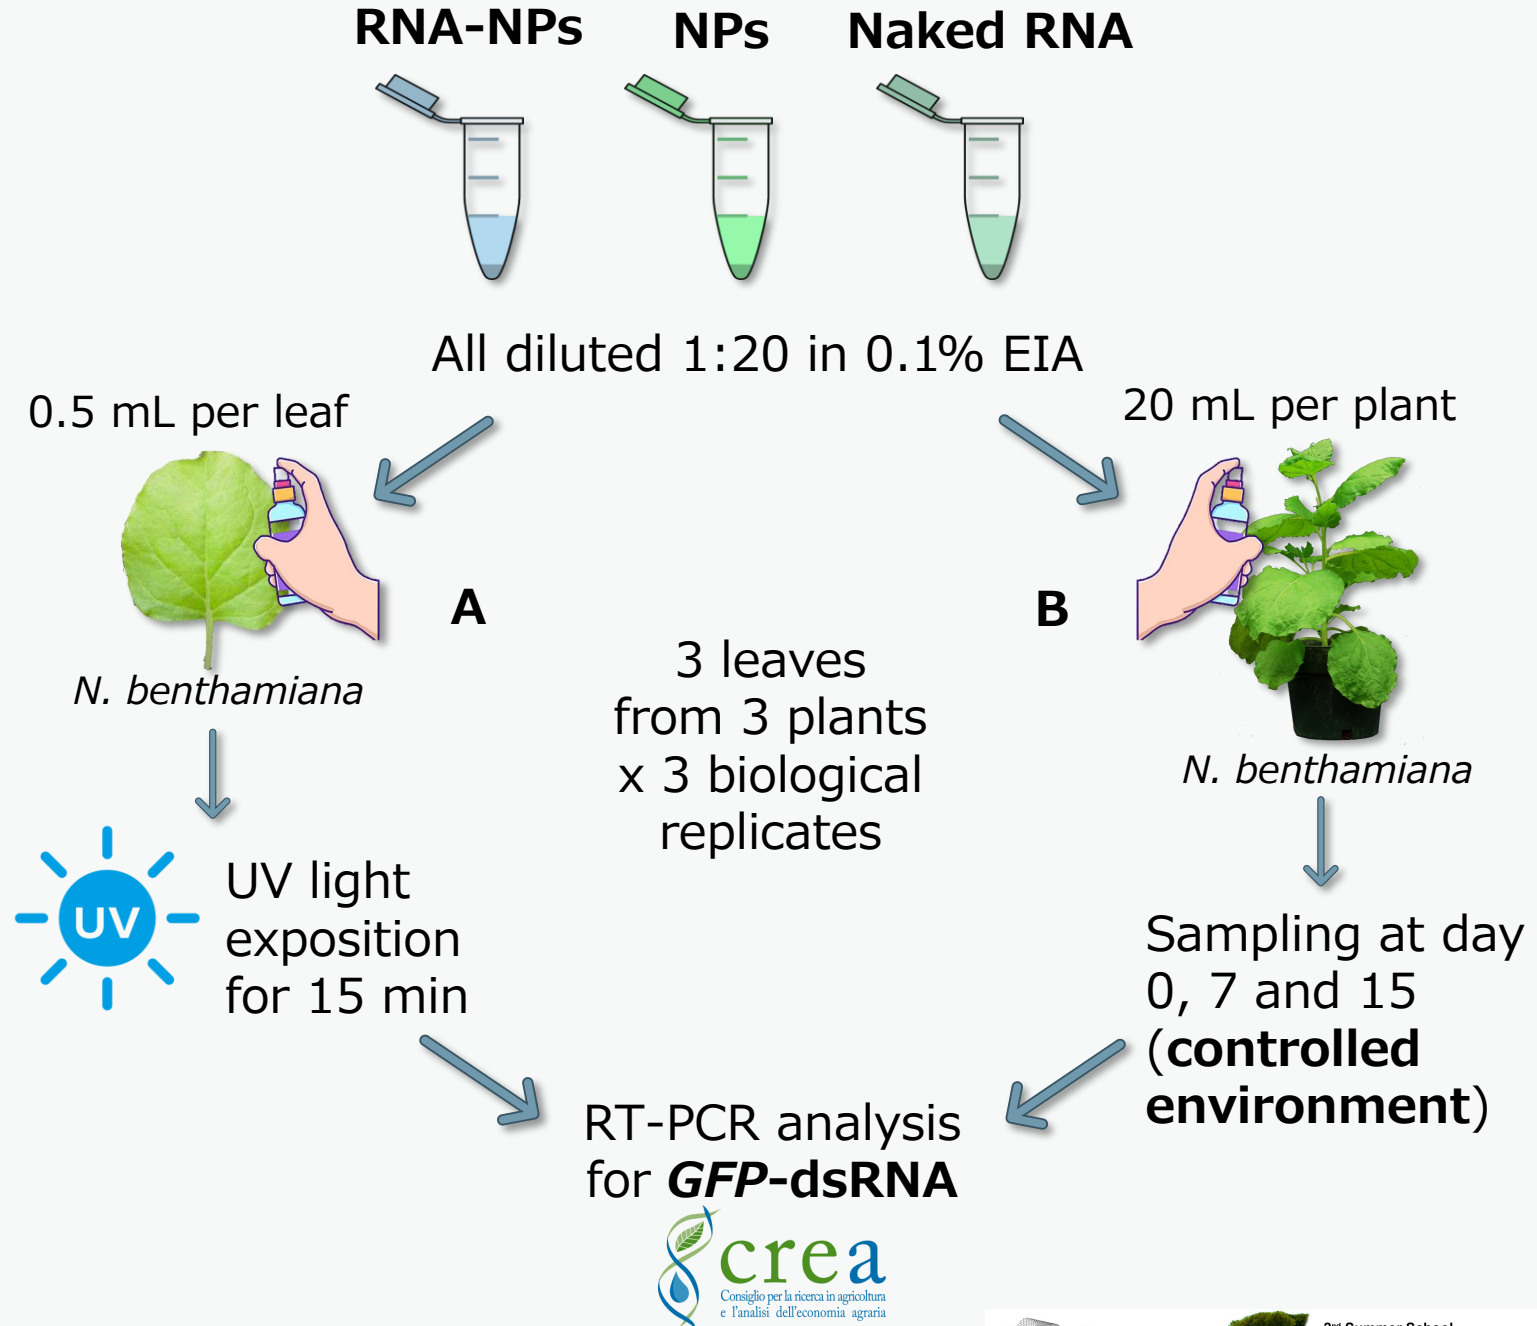 RNA-NPs
NPs
Naked RNA
All diluted 1:20 in 0.1% EIA
0.5 mL per leaf
20 mL per plant
A
B
N. benthamiana
3 leaves
from 3 plants
x 3 biological
replicates
N. benthamiana
UV
UV light
exposition
for 15 min
Sampling at day
0, 7 and 15
(controlled
environment)
RT-PCR analysis
for GFP-dsRNA
crea
Consiglio per la ricerca in agricoltura
e l'analisi dell'economia agraria